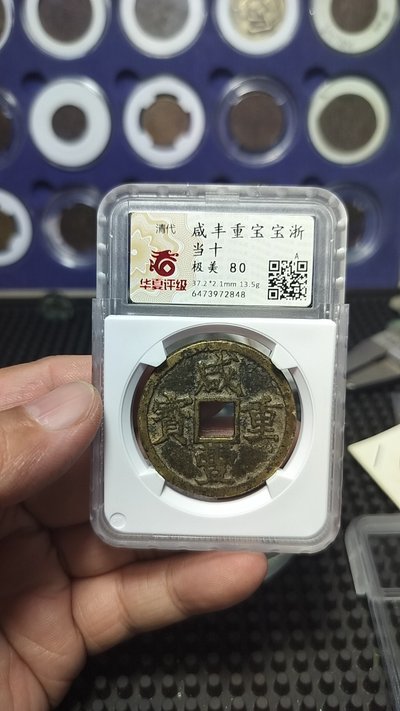 清代
华夏评级
咸丰重宝宝浙
当十
极美 80
A
37.2*2.1mm 13.5g
6473972848
咸
寶 重
豐